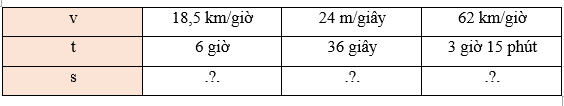 v 18,5 km/giờ 24 m/giây 62 km/giờ
t 6 giờ 36 giây 3 giờ 15 phút
s .?. .?. .?.